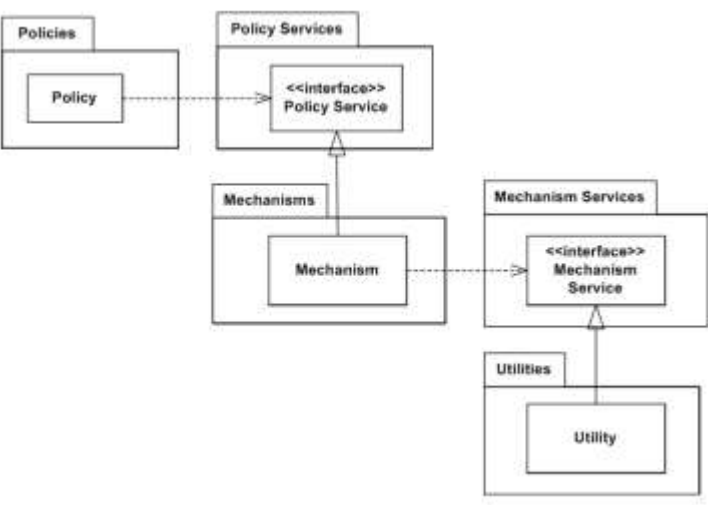 Policies
Policy Services
Policy
<<interface>>
Policy Service
Mechanisms
Mechanism Services
Mechanism
<<interface>>
Mechanism
Service
Utilities
Utility